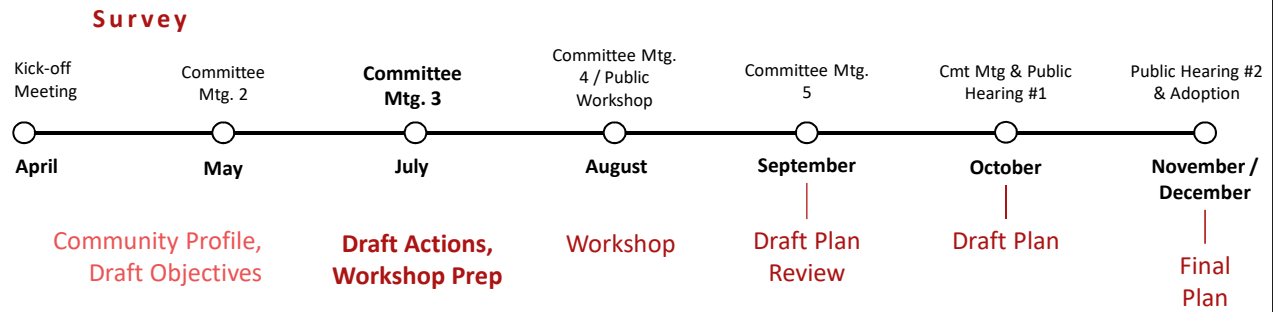 Survey
Kick-off
Meeting
Committee
Mtg. 2
Committee
Mtg. 3
Committee Mtg.
4 / Public
Workshop
Committee Mtg.
5
Cmt Mtg & Public
Hearing #1
Public Hearing #2
& Adoption
April
May
July
August
September
October
November /
December
Community Profile,
Draft Objectives
Draft Actions,
Workshop Prep
Workshop
Draft Plan
Review
Draft Plan
Final
Plan